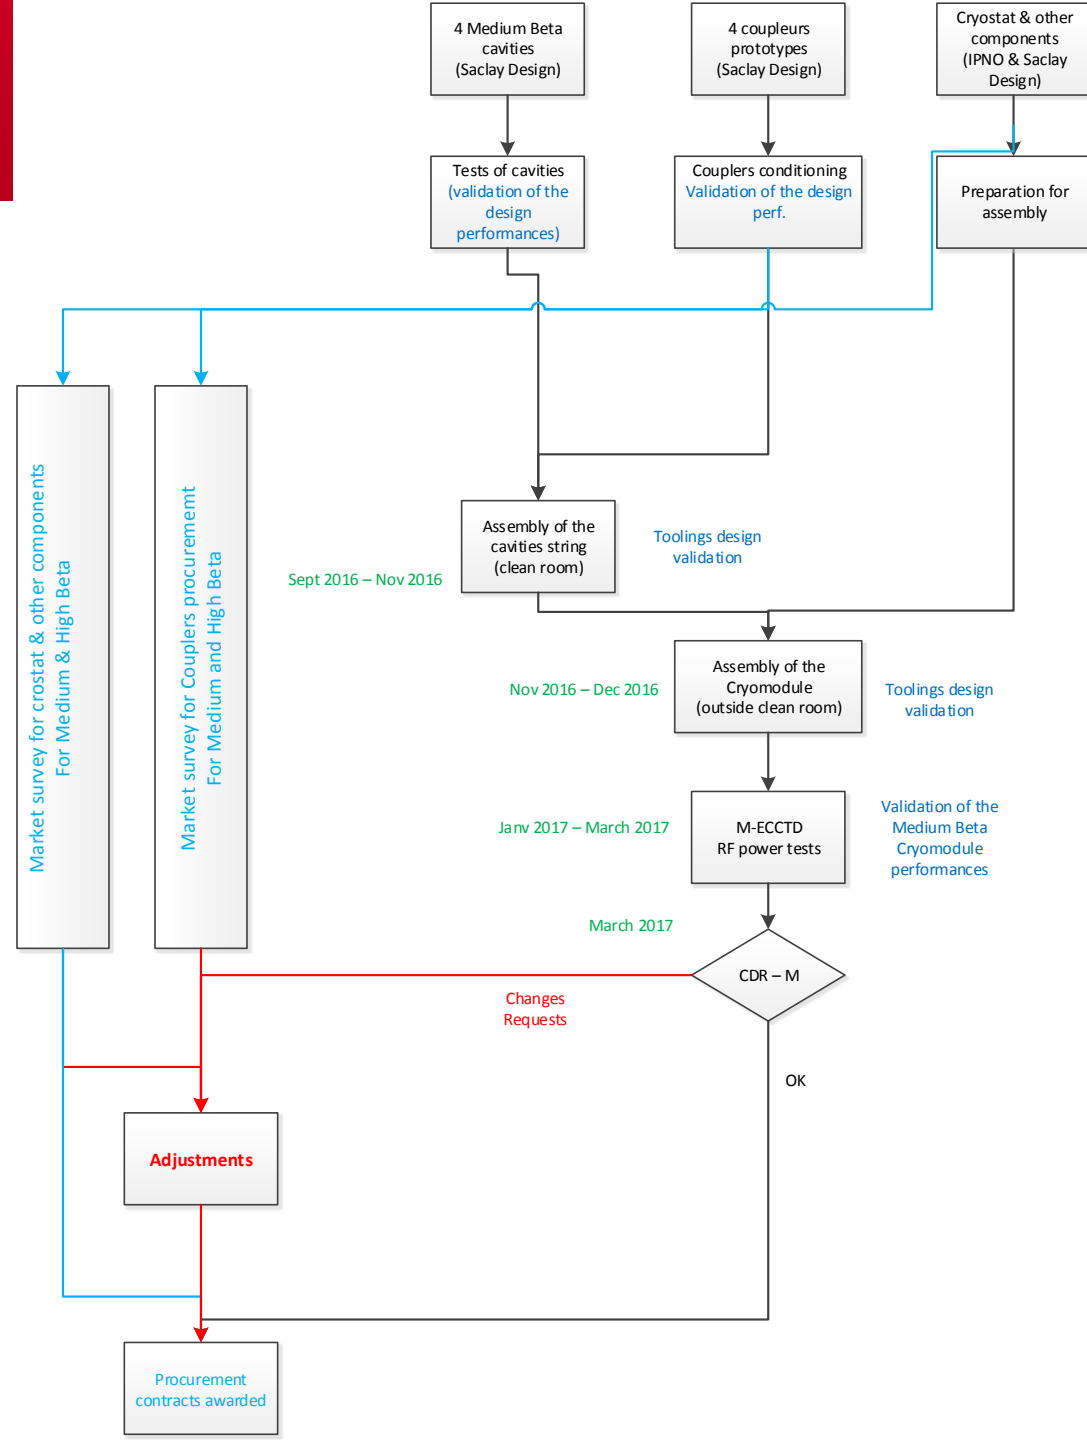 4 Medium Beta
cavities
(Saclay Design)
4 coupleurs
prototypes
(Saclay Design)
Cryostat & other
components
(IPNO & Saclay
Design)
Tests of cavities
(validation of the
design
performances)
Couplers conditioning
Validation of the design
perf.
Preparation for
assembly
Market survey for crostat & other components
For Medium & High Beta
Market survey for Couplers procurememt
For Medium and High Beta
Assembly of the
cavities string
(clean room)
Toolings design
validation
Sept 2016 – Nov 2016
Assembly of the
Cryomodule
(outside clean room)
Nov 2016 – Dec 2016
Toolings design
validation
Janv 2017 – March 2017
M-ECCTD
RF power tests
Validation of the
Medium Beta
Cryomodule
performances
March 2017
CDR – M
Changes
Requests
OK
Adjustments
Procurement
contracts awarded